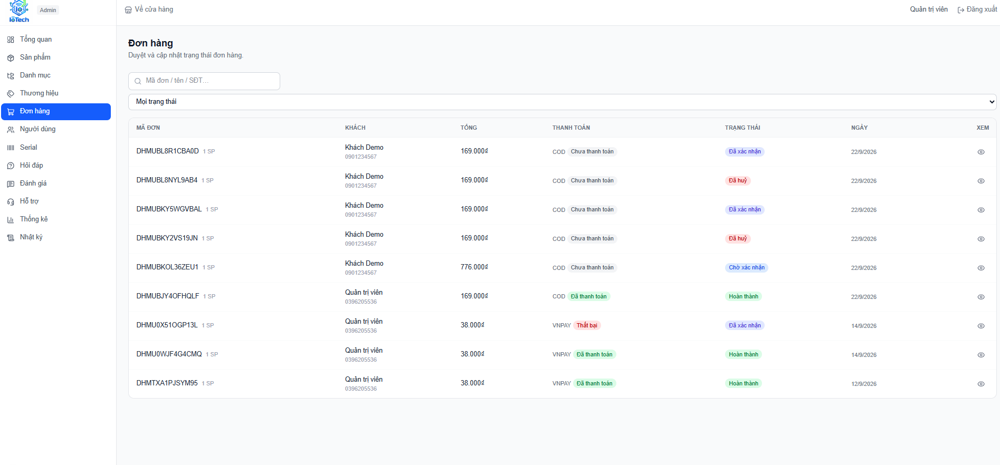 IoTech
Admin
Về cửa hàng
Quản trị viên
Đăng xuất
Tổng quan
Sản phẩm
Danh mục
Thương hiệu
Đơn hàng
Người dùng
Serial
Hỏi đáp
Đánh giá
Hỗ trợ
Thống kê
Nhật ký
Đơn hàng
Duyệt và cập nhật trạng thái đơn hàng.
Mã đơn / tên / SĐT...
Mọi trạng thái
MÃ ĐƠN KHÁCH TỔNG THANH TOÁN TRẠNG THÁI NGÀY XEM
DHMUBL8R1CBA0D 1 SP Khách Demo 169.000₫ COD Chưa thanh toán Đã xác nhận 22/9/2026
0901234567
DHMUBL8NYL9AB4 1 SP Khách Demo 169.000₫ COD Chưa thanh toán Đã huỷ 22/9/2026
0901234567
DHMUBKY5WGVBAL 1 SP Khách Demo 169.000₫ COD Chưa thanh toán Đã xác nhận 22/9/2026
0901234567
DHMUBKY2VS19JN 1 SP Khách Demo 169.000₫ COD Chưa thanh toán Đã huỷ 22/9/2026
0901234567
DHMUBKOL36ZEU1 1 SP Khách Demo 776.000₫ COD Chưa thanh toán Chờ xác nhận 22/9/2026
0901234567
DHMUBJY4OFHQLF 1 SP Quản trị viên 169.000₫ COD Đã thanh toán Hoàn thành 22/9/2026
0396205536
DHMU0X51OGP13L 1 SP Quản trị viên 38.000₫ VNPAY Thất bại Đã xác nhận 14/9/2026
0396205536
DHMU0WJF4G4CMQ 1 SP Quản trị viên 38.000₫ VNPAY Đã thanh toán Hoàn thành 14/9/2026
0396205536
DHMTXA1PJSYM95 1 SP Quản trị viên 38.000₫ VNPAY Đã thanh toán Hoàn thành 12/9/2026
0396205536